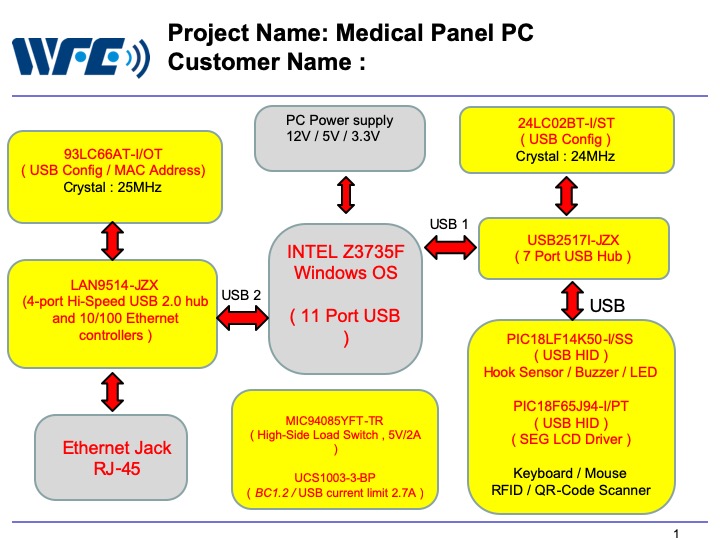 WFE
Project Name: Medical Panel PC
Customer Name :
PC Power supply
12V / 5V / 3.3V
24LC02BT-I/ST
( USB Config )
Crystal : 24MHz
93LC66AT-I/OT
( USB Config / MAC Address)
Crystal : 25MHz
USB 1
INTEL Z3735F
Windows OS
( 11 Port USB
)
USB2517I-JZX
( 7 Port USB Hub )
LAN9514-JZX
(4-port Hi-Speed USB 2.0 hub
and 10/100 Ethernet
controllers )
USB 2
USB
PIC18LF14K50-I/SS
( USB HID )
Hook Sensor / Buzzer / LED
PIC18F65J94-I/PT
( USB HID )
( SEG LCD Driver )
Keyboard / Mouse
RFID / QR-Code Scanner
MIC94085YFT-TR
( High-Side Load Switch , 5V/2A
)
UCS1003-3-BP
( BC1.2 / USB current limit 2.7A )
Ethernet Jack
RJ-45
1